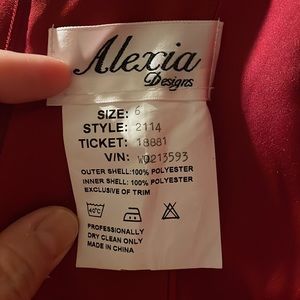 Alexia
Designs
SIZE: 6
STYLE: 2114
TICKET: 18881
V/N: W0213593
OUTER SHELL:100% POLYESTER
INNER SHELL:100% POLYESTER
EXCLUSIVE OF TRIM
40°C
PROFESSIONALLY
DRY CLEAN ONLY
MADE IN CHINA